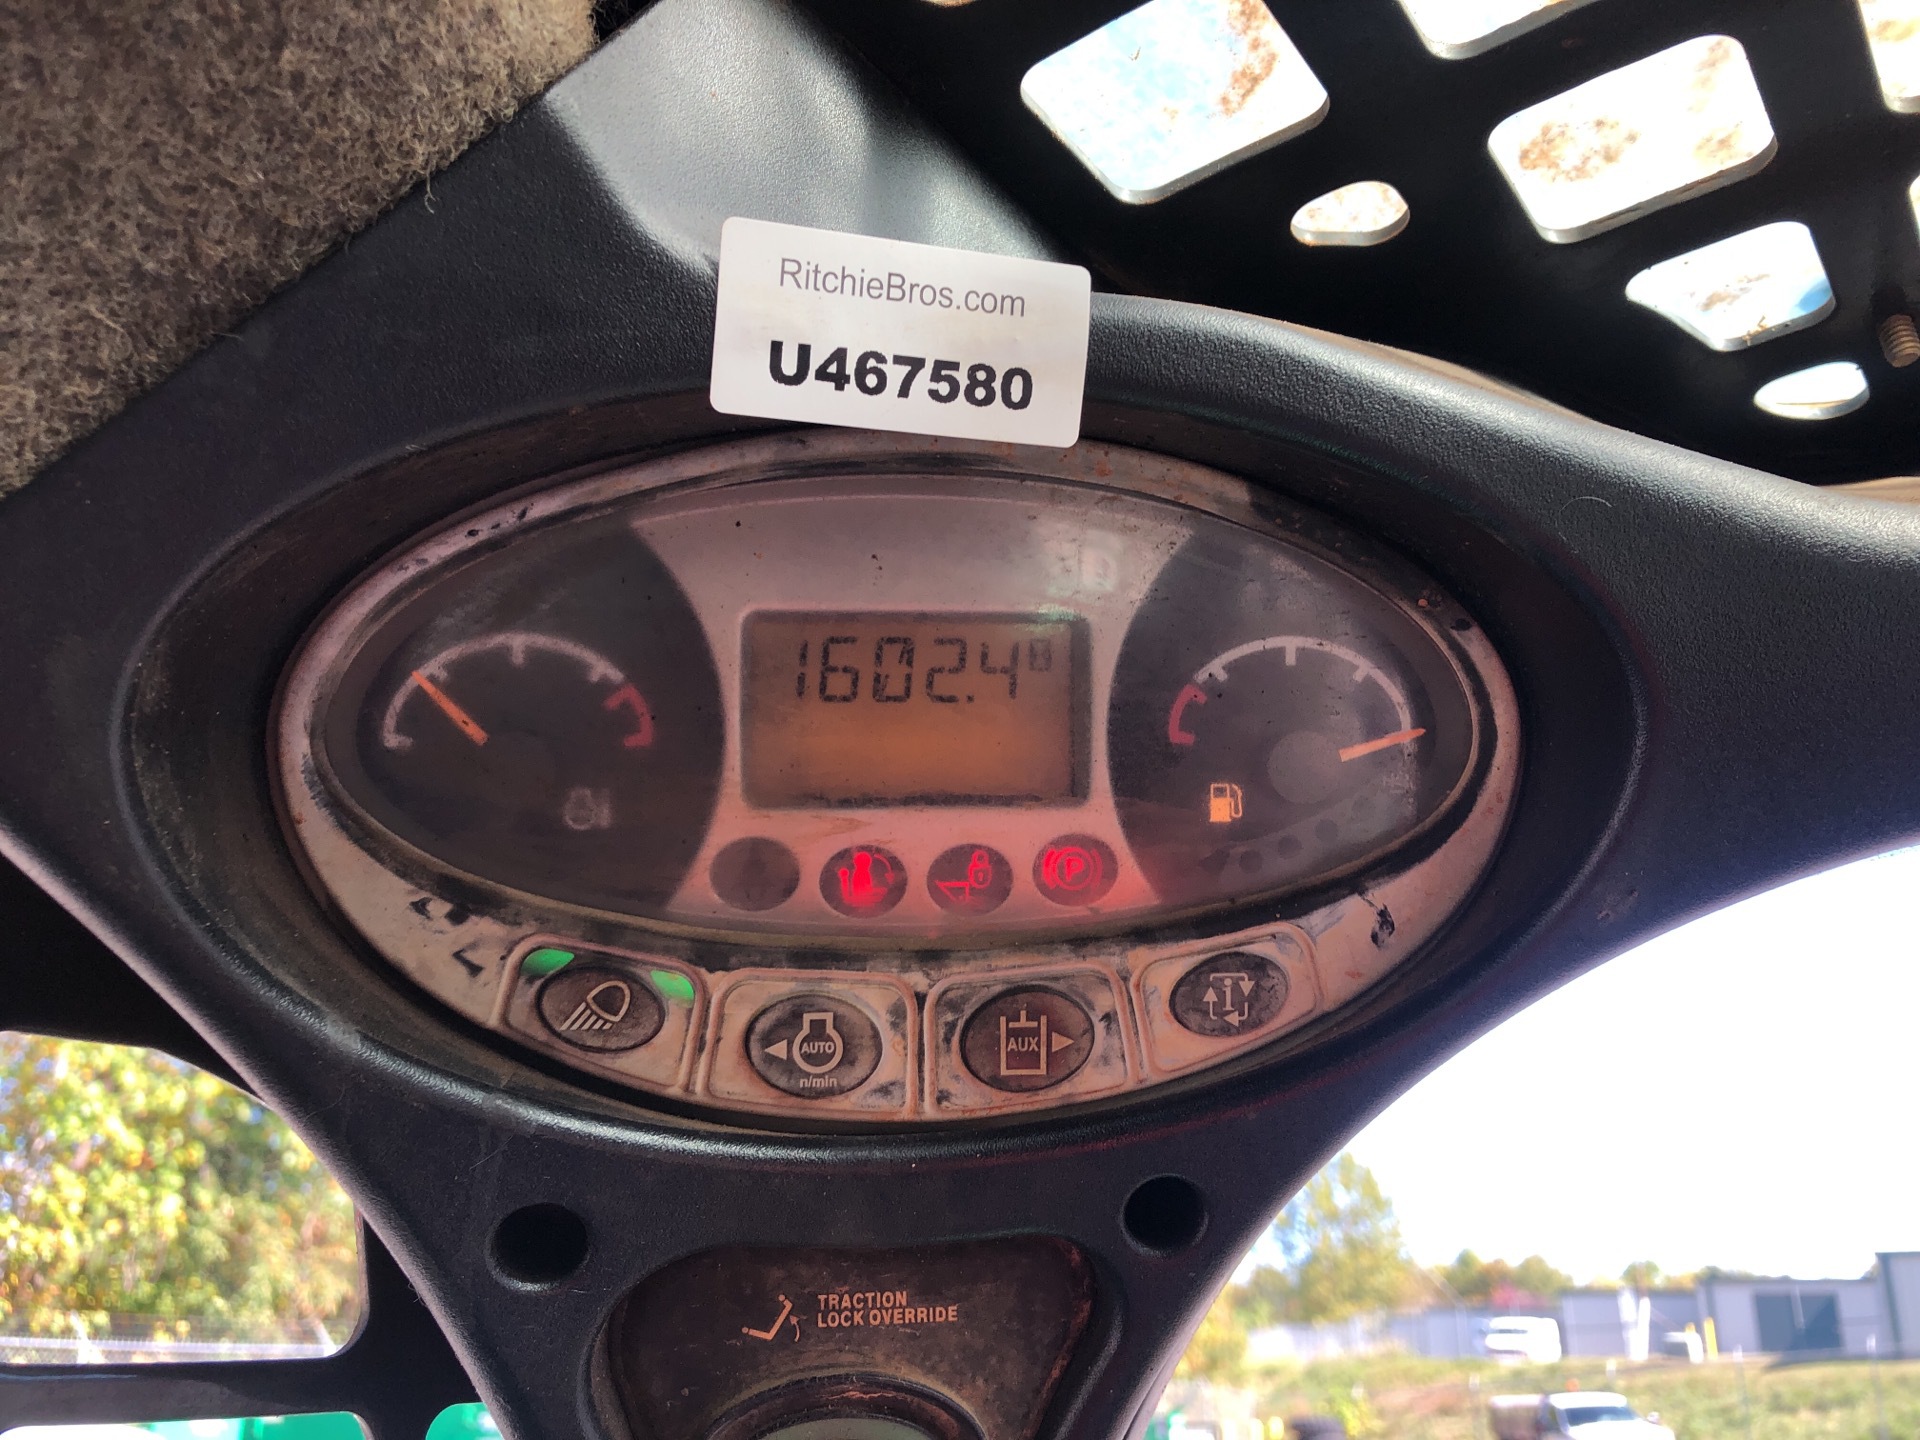 RitchieBros.com
U467580
1602.4
P
AUTO
n/min
AUX
i
TRACTION
LOCK OVERRIDE